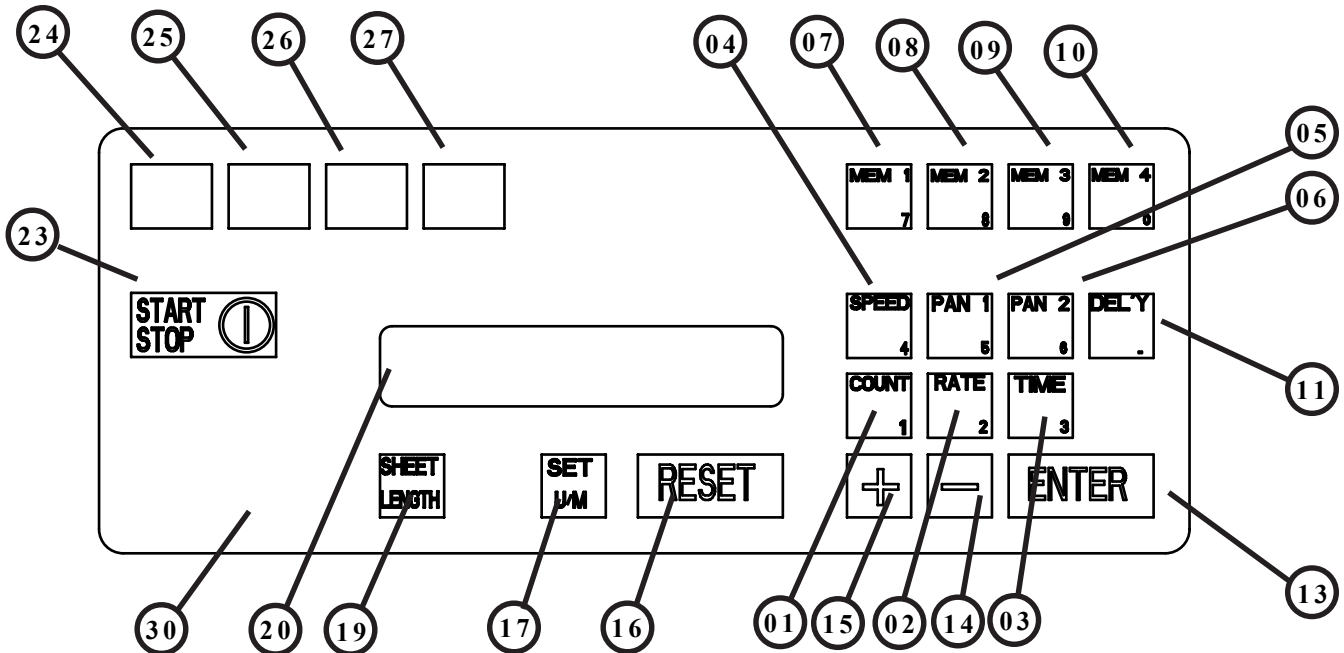 24 25 26 27 04 07 08 09 10
05
06
23
MEM 1 7
MEM 2 8
MEM 3 9
MEM 4 0
START
STOP
SPEED 4
PAN 1 5
PAN 2 6
DEL'Y .
11
COUNT 1
RATE 2
TIME 3
SHEET
LENGTH
SET
U/M
RESET
+
−
ENTER
30 20 19 17 16 01 15 02 14 03 13